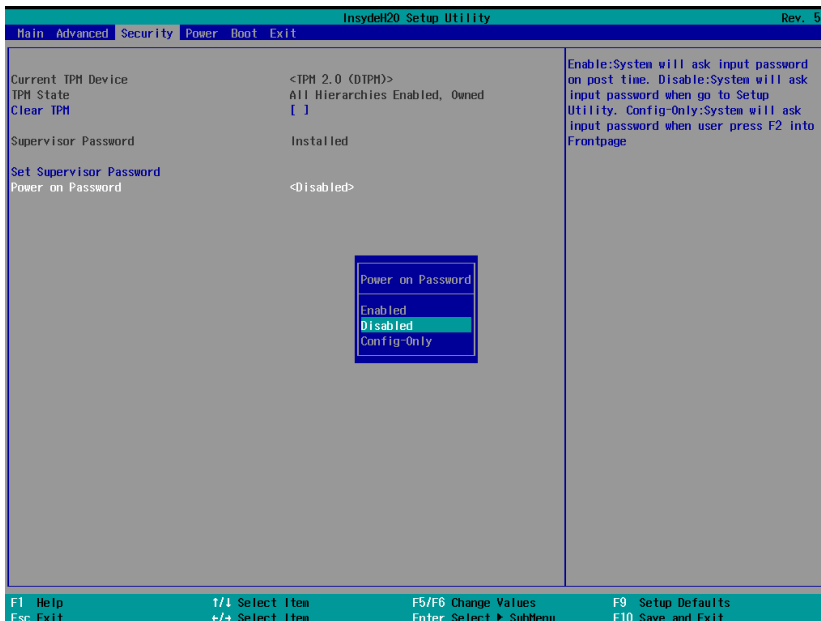 InsydeH20 Setup Utility Rev. 5
Main Advanced Security Power Boot Exit
Current TPM Device <TPM 2.0 (DTPM)>
TPM State All Hierarchies Enabled, Owned
Clear TPM [ ]
Supervisor Password Installed
Set Supervisor Password
Power on Password <Disabled>
Enable:System will ask input password
on post time. Disable:System will ask
input password when go to Setup
Utility. Config-Only:System will ask
input password when user press F2 into
Frontpage
Power on Password
Enabled
Disabled
Config-Only
F1 Help ↑/↓ Select Item F5/F6 Change Values F9 Setup Defaults
Esc Exit ←/→ Select Item Enter Select ▶ SubMenu F10 Save and Exit